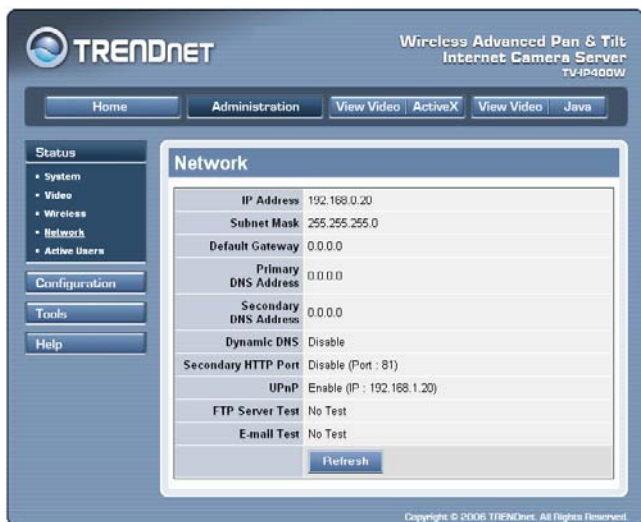 TRENDNET
Wireless Advanced Pan & Tilt
Internet Camera Server
TV-IP400W
Home
Administration
View Video | ActiveX
View Video | Java
Status
• System
• Video
• Wireless
• Network
• Active Users
Configuration
Tools
Help
Network
IP Address 192.168.0.20
Subnet Mask 255.255.255.0
Default Gateway 0.0.0.0
Primary
DNS Address 0.0.0.0
Secondary
DNS Address 0.0.0.0
Dynamic DNS Disable
Secondary HTTP Port Disable (Port : 81)
UPnP Enable (IP : 192.168.1.20)
FTP Server Test No Test
E-mail Test No Test
Refresh
Copyright © 2006 TRENDnet. All Rights Reserved.